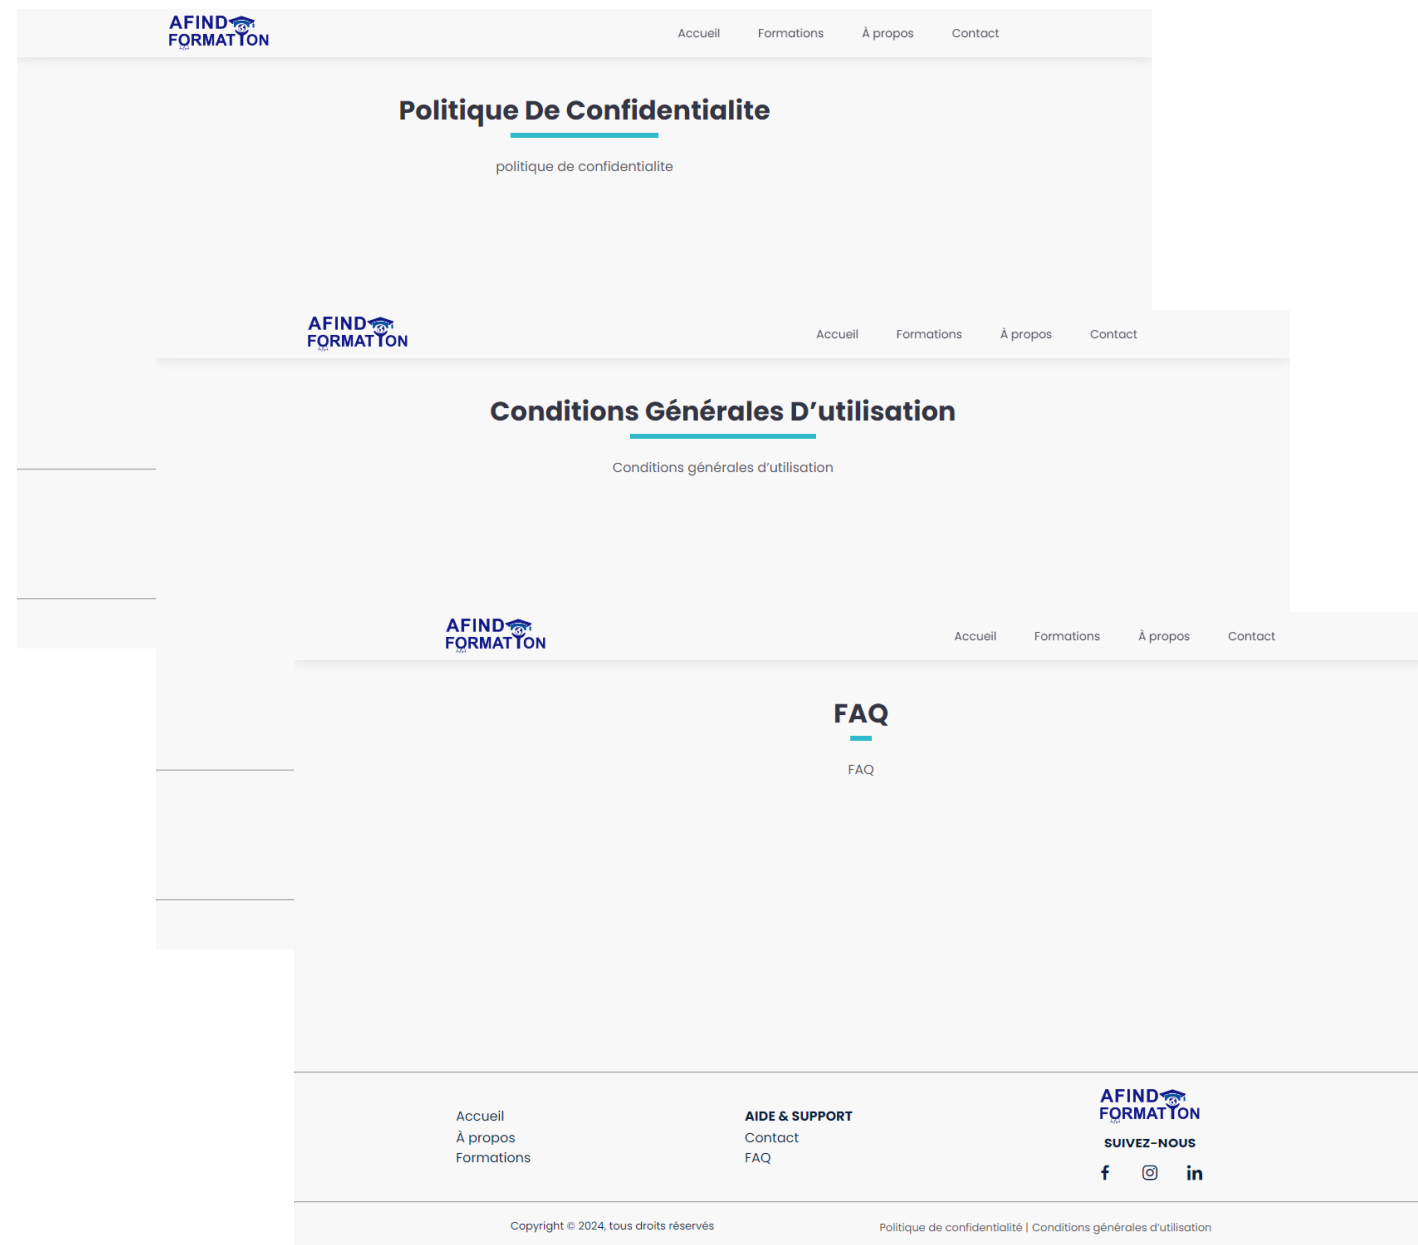 AFIND
FORMATION
Accueil Formations À propos Contact
Politique De Confidentialite
politique de confidentialite
AFIND
FORMATION
Accueil Formations À propos Contact
Conditions Générales D’utilisation
Conditions générales d’utilisation
AFIND
FORMATION
Accueil Formations À propos Contact
FAQ
FAQ
Accueil
À propos
Formations
AIDE & SUPPORT
Contact
FAQ
AFIND
FORMATION
SUIVEZ-NOUS
Copyright © 2024, tous droits réservés
Politique de confidentialité | Conditions générales d’utilisation